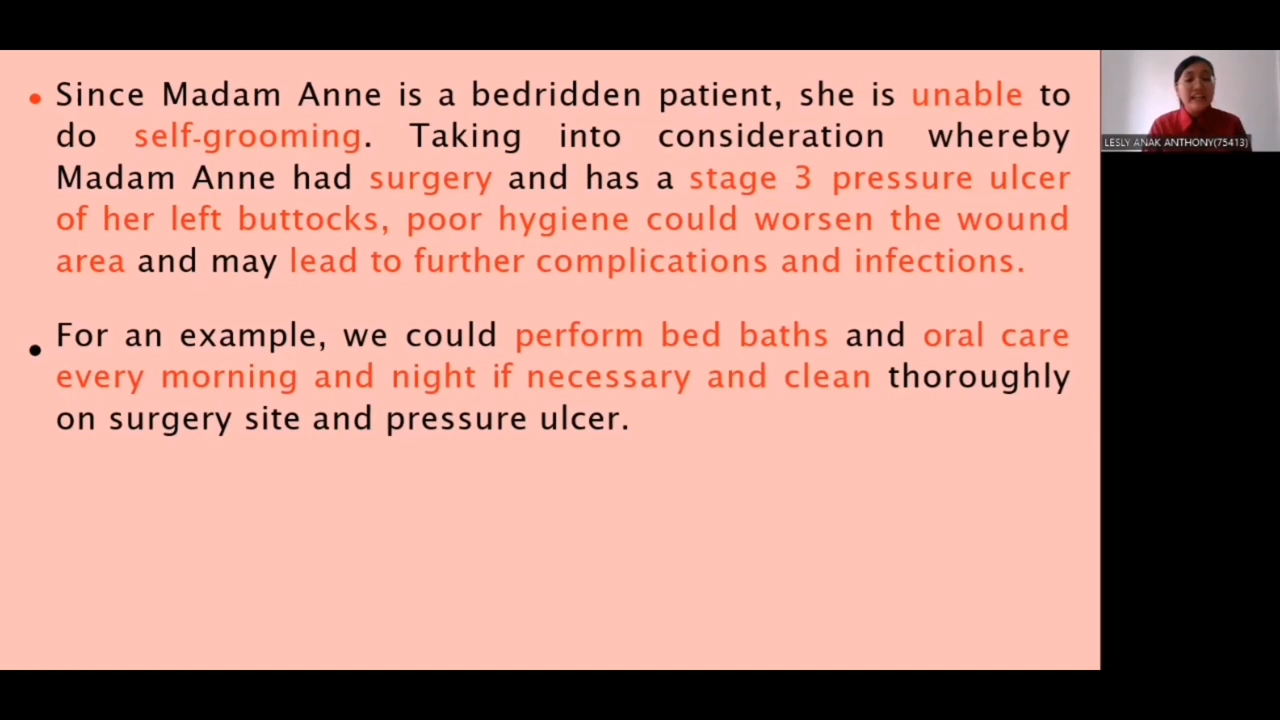 • Since Madam Anne is a bedridden patient, she is unable to
do self-grooming. Taking into consideration whereby
Madam Anne had surgery and has a stage 3 pressure ulcer
of her left buttocks, poor hygiene could worsen the wound
area and may lead to further complications and infections.
• For an example, we could perform bed baths and oral care
every morning and night if necessary and clean thoroughly
on surgery site and pressure ulcer.
LESLY ANAK ANTHONY(75413)